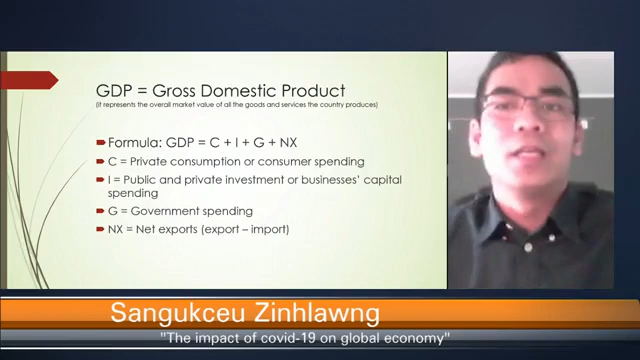 GDP = Gross Domestic Product
(it represents the overall market value of all the goods and services the country produces)
Formula: GDP = C + I + G + NX
C = Private consumption or consumer spending
I = Public and private investment or businesses' capital
spending
G = Government spending
NX = Net exports (export – import)
Sangukceu Zinhlawng
"The impact of covid-19 on global economy"